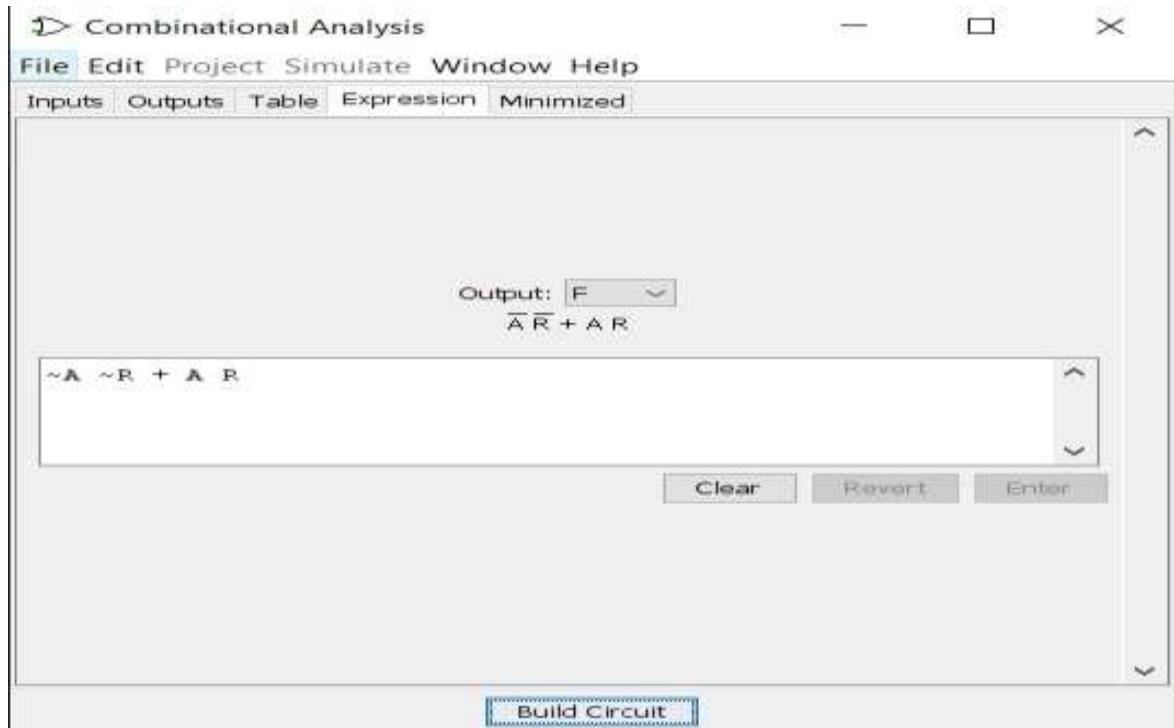 Combinational Analysis
File Edit Project Simulate Window Help
Inputs Outputs Table Expression Minimized
Output: F
A̅ R̅ + A R
~A ~R + A R
Clear Revert Enter
Build Circuit